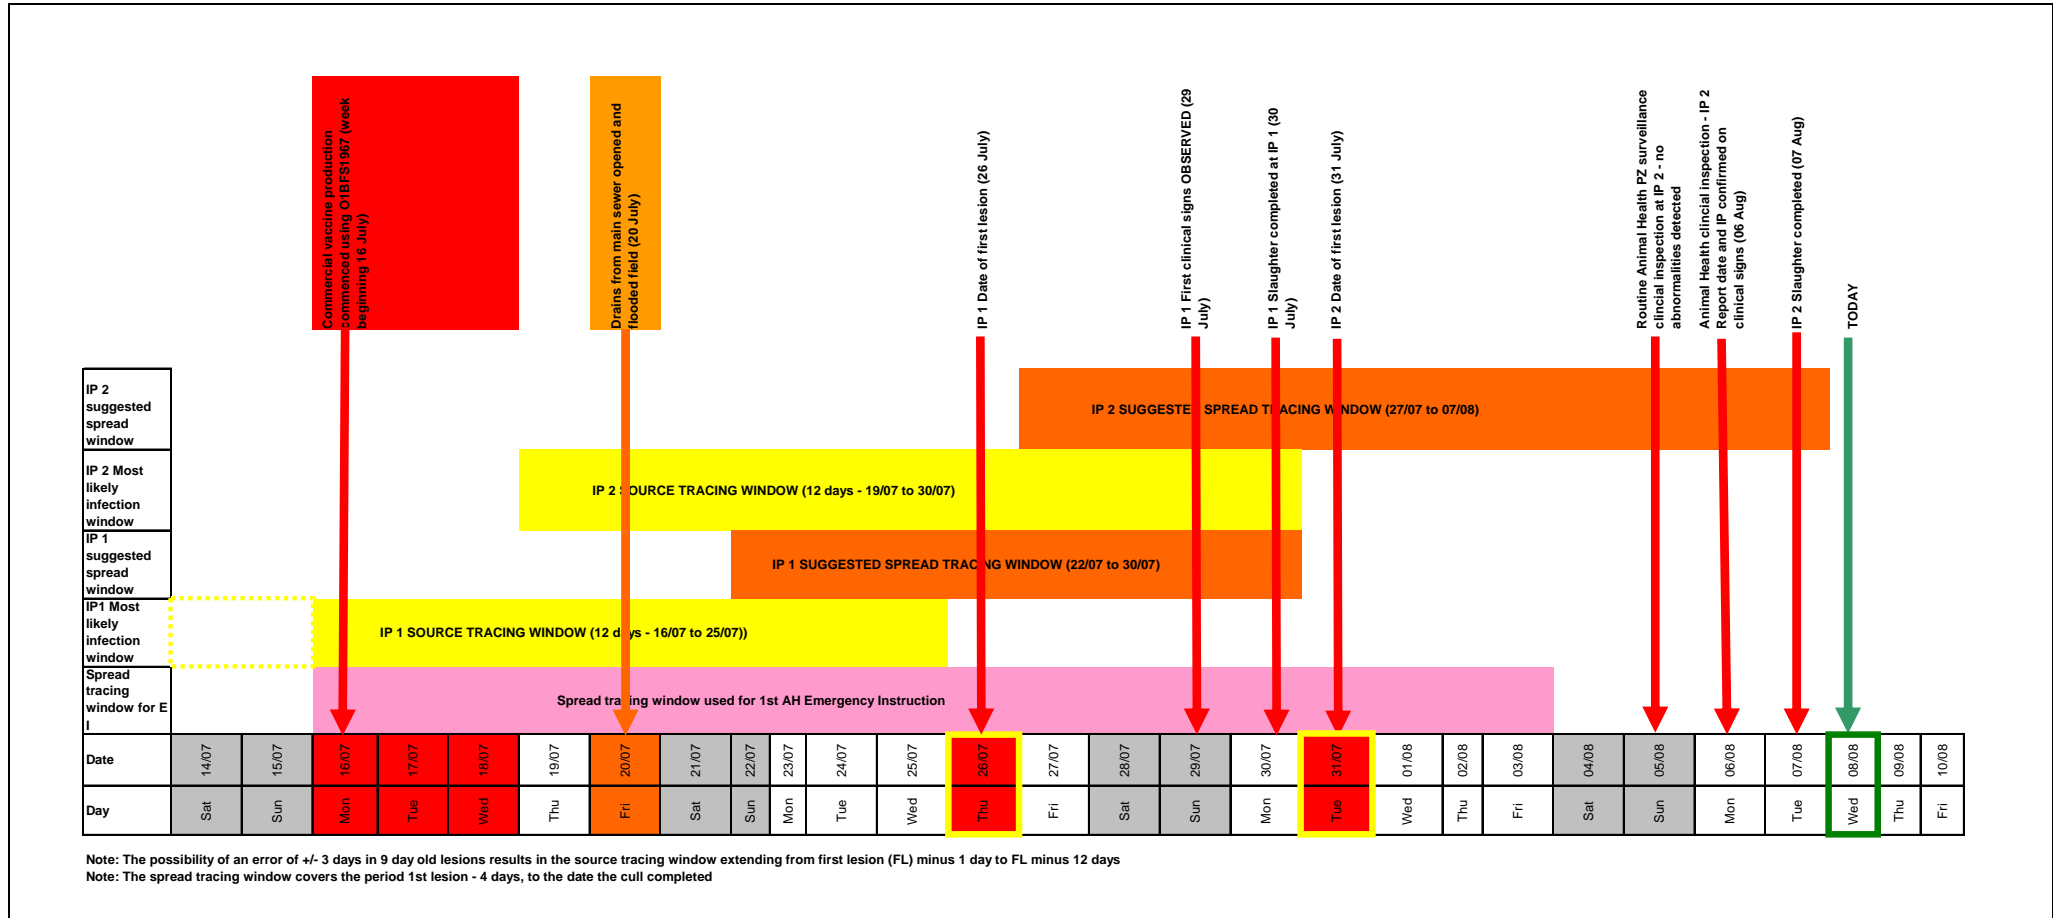 Commercial vaccine production
commenced using O1BFS1967 (week
beginning 16 July)
Drains from main sewer opened and
flooded field (20 July)
IP 1 Date of first lesion (26 July)
IP 1 First clinical signs OBSERVED (29
July)
IP 1 Slaughter completed at IP 1 (30
July)
IP 2 Date of first lesion (31 July)
Routine Animal Health PZ surveillance
clincial inspection at IP 2 - no
abnormalities detected
Animal Health clincial inspection - IP 2
Report date and IP confirmed on
clinical signs (06 Aug)
IP 2 Slaughter completed (07 Aug)
TODAY
IP 2
suggested
spread
window
IP 2 SUGGESTED SPREAD TRACING WINDOW (27/07 to 07/08)
IP 2 Most
likely
infection
window
IP 2 SOURCE TRACING WINDOW (12 days - 19/07 to 30/07)
IP 1
suggested
spread
window
IP 1 SUGGESTED SPREAD TRACING WINDOW (22/07 to 30/07)
IP1 Most
likely
infection
window
IP 1 SOURCE TRACING WINDOW (12 days - 16/07 to 25/07))
Spread
tracing
window for E
I
Spread tracing window used for 1st AH Emergency Instruction
Date 14/07 15/07 16/07 17/07 18/07 19/07 20/07 21/07 22/07 23/07 24/07 25/07 26/07 27/07 28/07 29/07 30/07 31/07 01/08 02/08 03/08 04/08 05/08 06/08 07/08 08/08 09/08 10/08
Day Sat Sun Mon Tue Wed Thu Fri Sat Sun Mon Tue Wed Thu Fri Sat Sun Mon Tue Wed Thu Fri Sat Sun Mon Tue Wed Thu Fri
Note: The possibility of an error of +/- 3 days in 9 day old lesions results in the source tracing window extending from first lesion (FL) minus 1 day to FL minus 12 days
Note: The spread tracing window covers the period 1st lesion - 4 days, to the date the cull completed